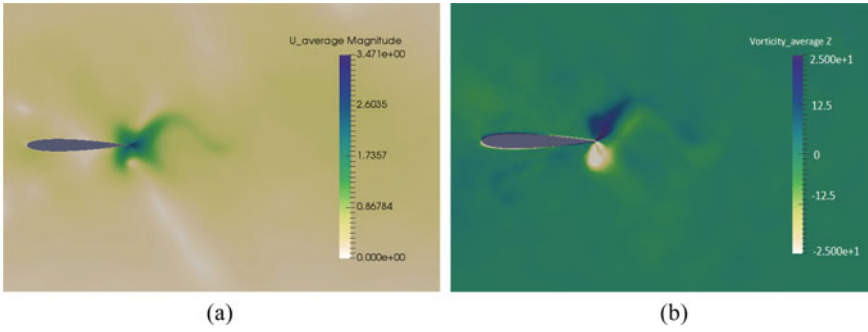 U_average Magnitude
3.471e+00
2.6035
1.7357
0.86784
0.000e+00
(a)
Vorticity_average Z
2.500e+1
12.5
0
-12.5
-2.500e+1
(b)